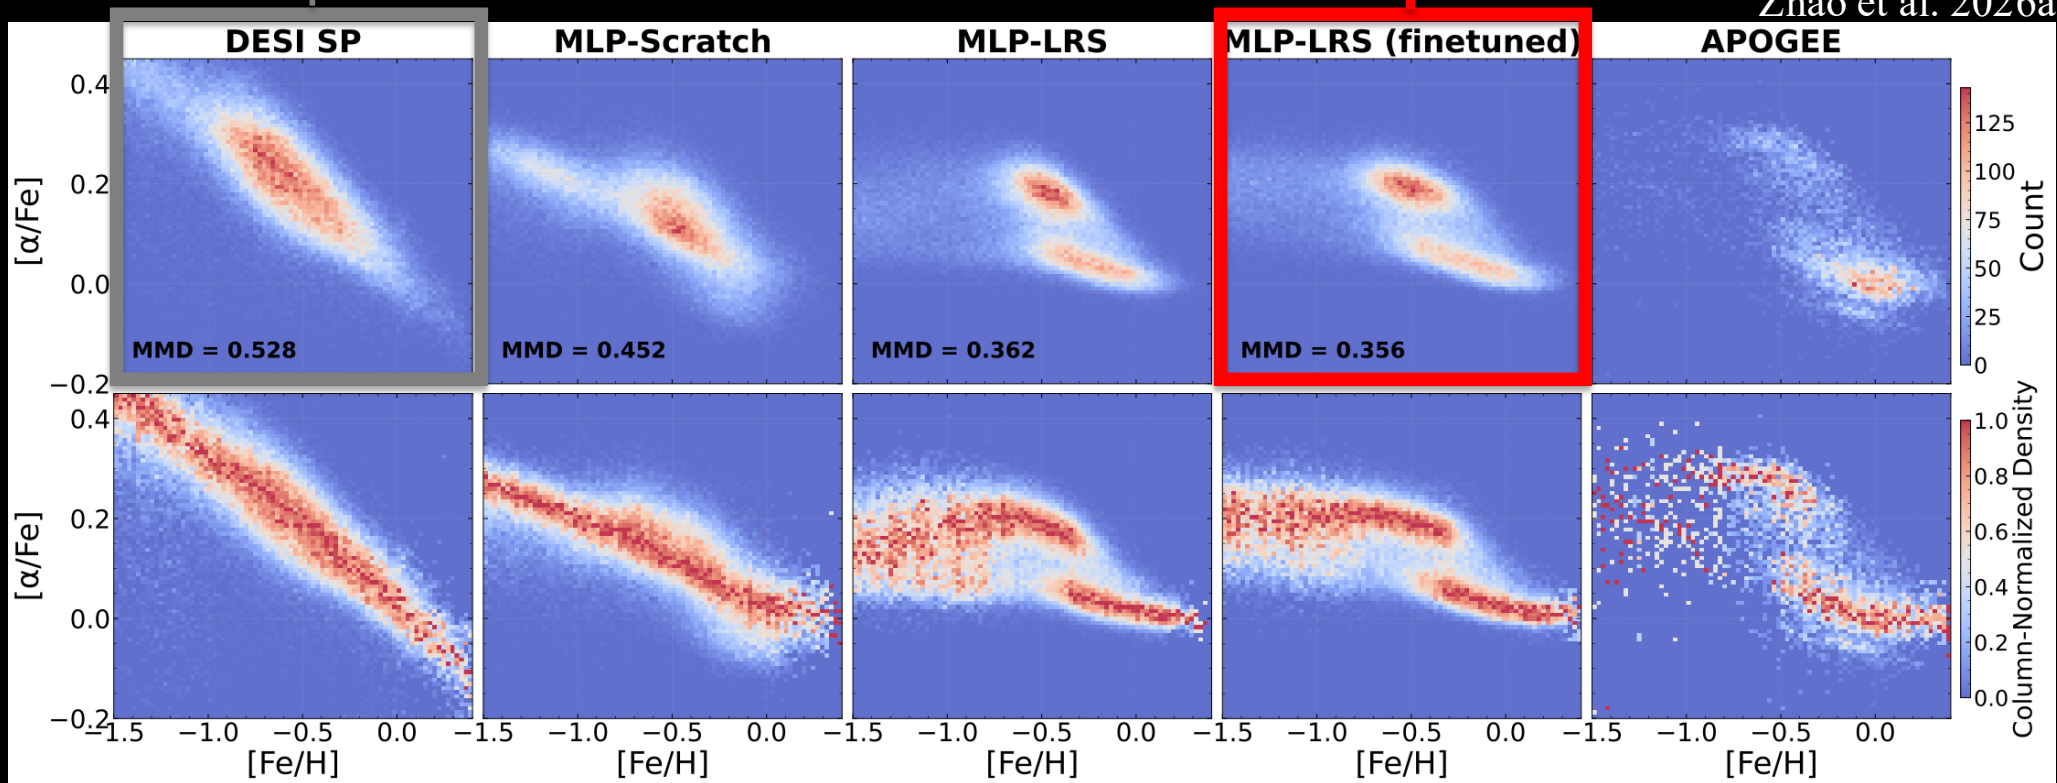 Zhao et al. 2026a
DESI SP
MLP-Scratch
MLP-LRS
MLP-LRS (finetuned)
APOGEE
[α/Fe]
0.4
0.2
0.0
−0.2
MMD = 0.528
MMD = 0.452
MMD = 0.362
MMD = 0.356
125
100
75
50
25
0
Count
[α/Fe]
0.4
0.2
0.0
−0.2
1.0
0.8
0.6
0.4
0.2
0.0
Column-Normalized Density
−1.5 −1.0 −0.5 0.0
−1.5 −1.0 −0.5 0.0
−1.5 −1.0 −0.5 0.0
−1.5 −1.0 −0.5 0.0
−1.5 −1.0 −0.5 0.0
[Fe/H]
[Fe/H]
[Fe/H]
[Fe/H]
[Fe/H]